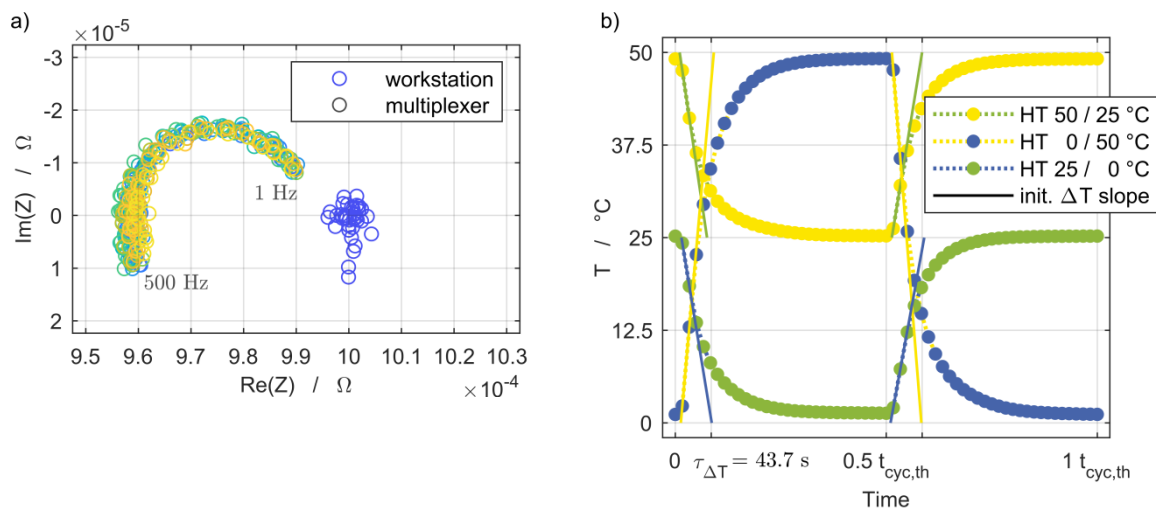 a)
×10⁻⁵
-3
-2
-1
0
1
2
Im(Z) / Ω
workstation
multiplexer
1 Hz
500 Hz
9.5 9.6 9.7 9.8 9.9 10 10.1 10.2 10.3
Re(Z) / Ω
×10⁻⁴
b)
50
37.5
25
12.5
0
T / °C
HT 50 / 25 °C
HT 0 / 50 °C
HT 25 / 0 °C
init. ΔT slope
0 τ_ΔT = 43.7 s 0.5 t_cyc,th 1 t_cyc,th
Time